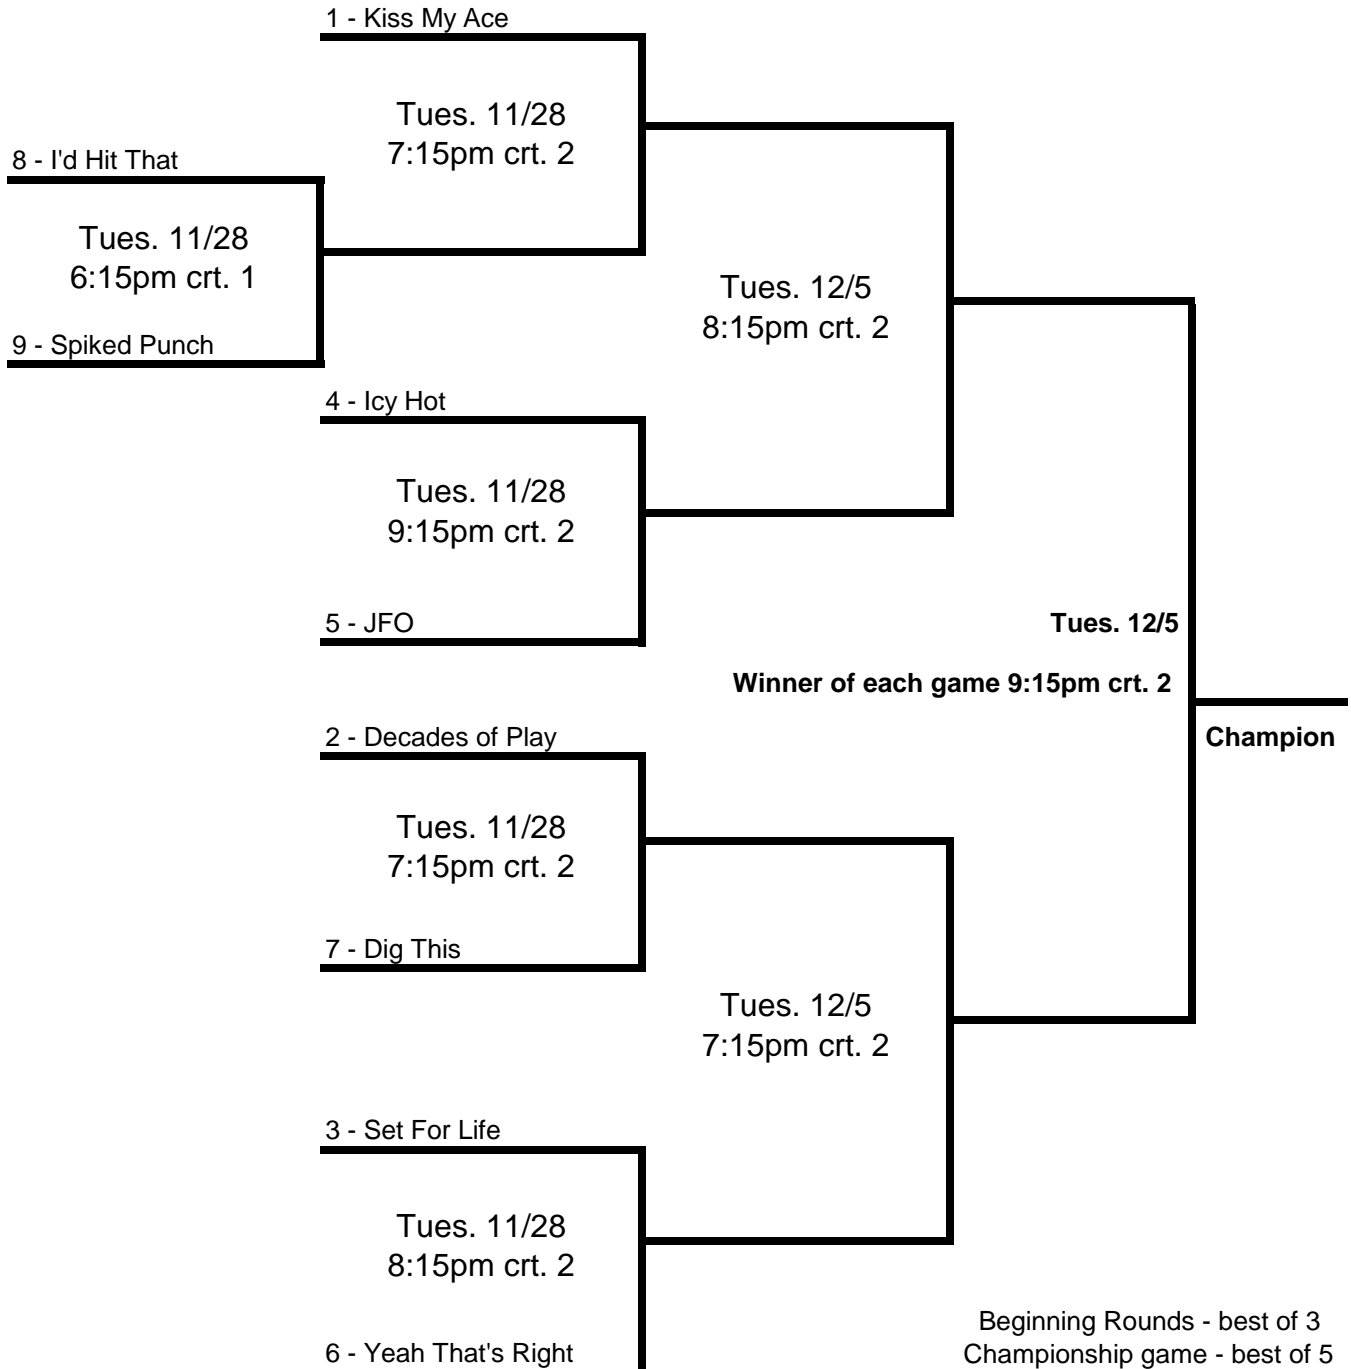 1 - Kiss My Ace
Tues. 11/28
7:15pm crt. 2
8 - I'd Hit That
Tues. 11/28
6:15pm crt. 1
9 - Spiked Punch
Tues. 12/5
8:15pm crt. 2
4 - Icy Hot
Tues. 11/28
9:15pm crt. 2
5 - JFO
Tues. 12/5
Winner of each game 9:15pm crt. 2
Champion
2 - Decades of Play
Tues. 11/28
7:15pm crt. 2
7 - Dig This
Tues. 12/5
7:15pm crt. 2
3 - Set For Life
Tues. 11/28
8:15pm crt. 2
6 - Yeah That's Right
Beginning Rounds - best of 3
Championship game - best of 5